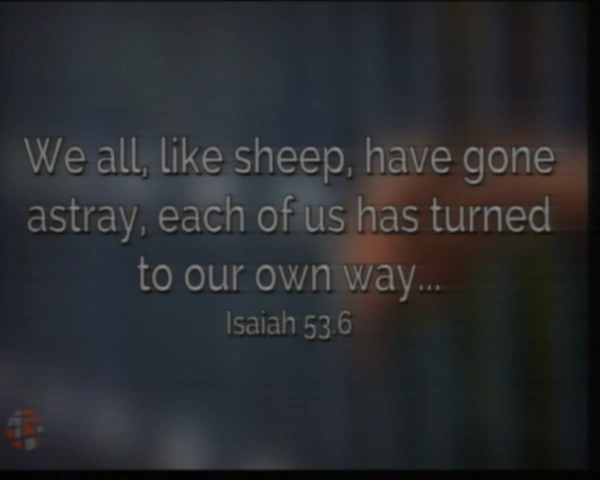 We all, like sheep, have gone
astray, each of us has turned
to our own way...
Isaiah 53.6